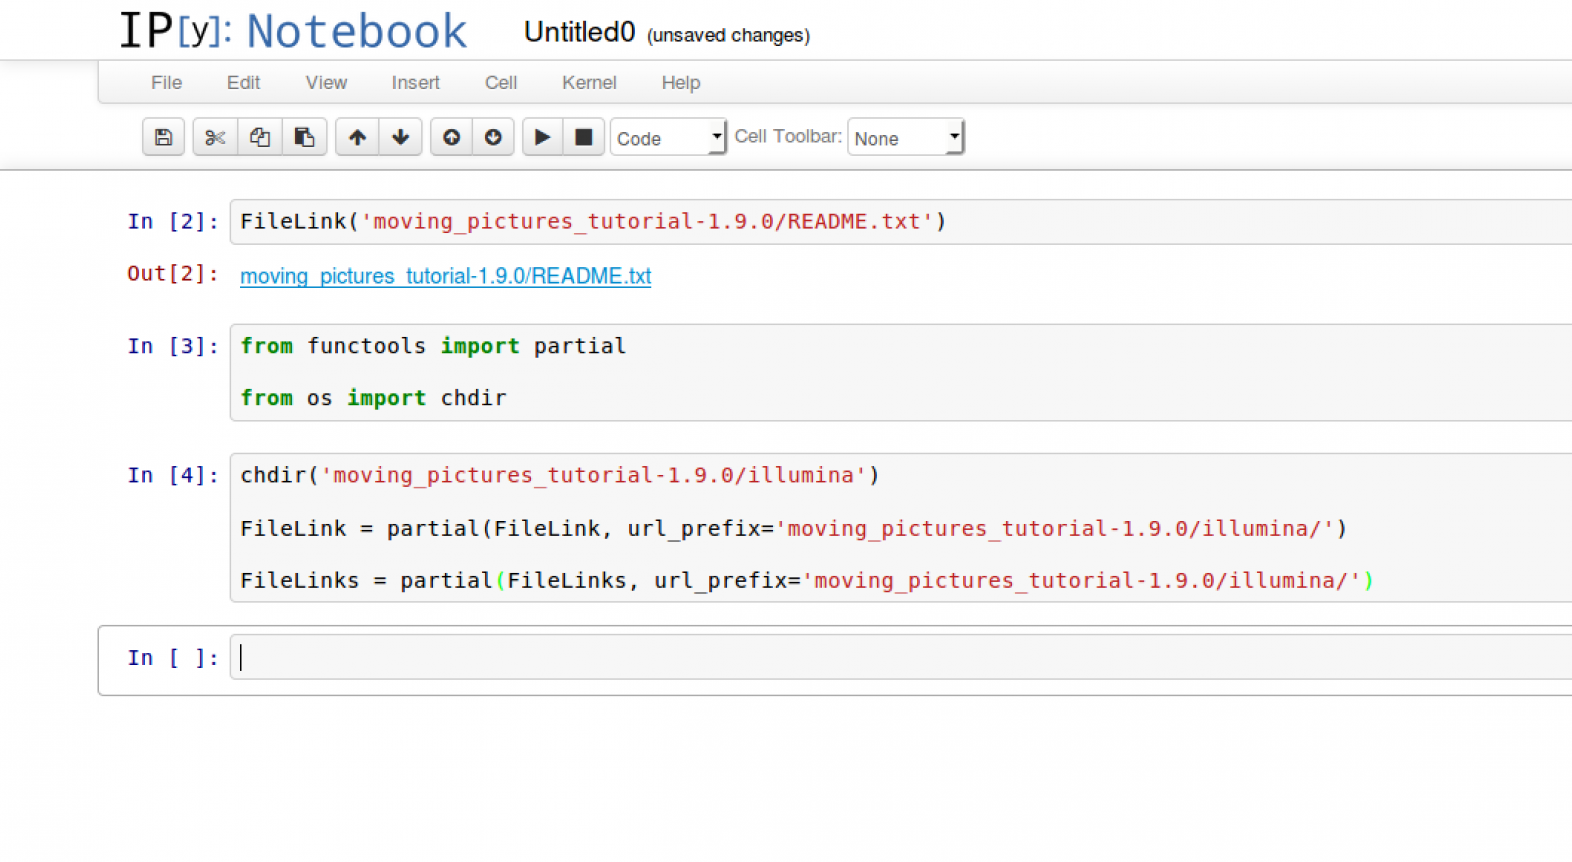 IP[y]: Notebook Untitled0 (unsaved changes)
File Edit View Insert Cell Kernel Help
Code Cell Toolbar: None
In [2]: FileLink('moving_pictures_tutorial-1.9.0/README.txt')
Out[2]: moving_pictures_tutorial-1.9.0/README.txt
In [3]: from functools import partial
from os import chdir
In [4]: chdir('moving_pictures_tutorial-1.9.0/illumina')
FileLink = partial(FileLink, url_prefix='moving_pictures_tutorial-1.9.0/illumina/')
FileLinks = partial(FileLinks, url_prefix='moving_pictures_tutorial-1.9.0/illumina/')
In [ ]: